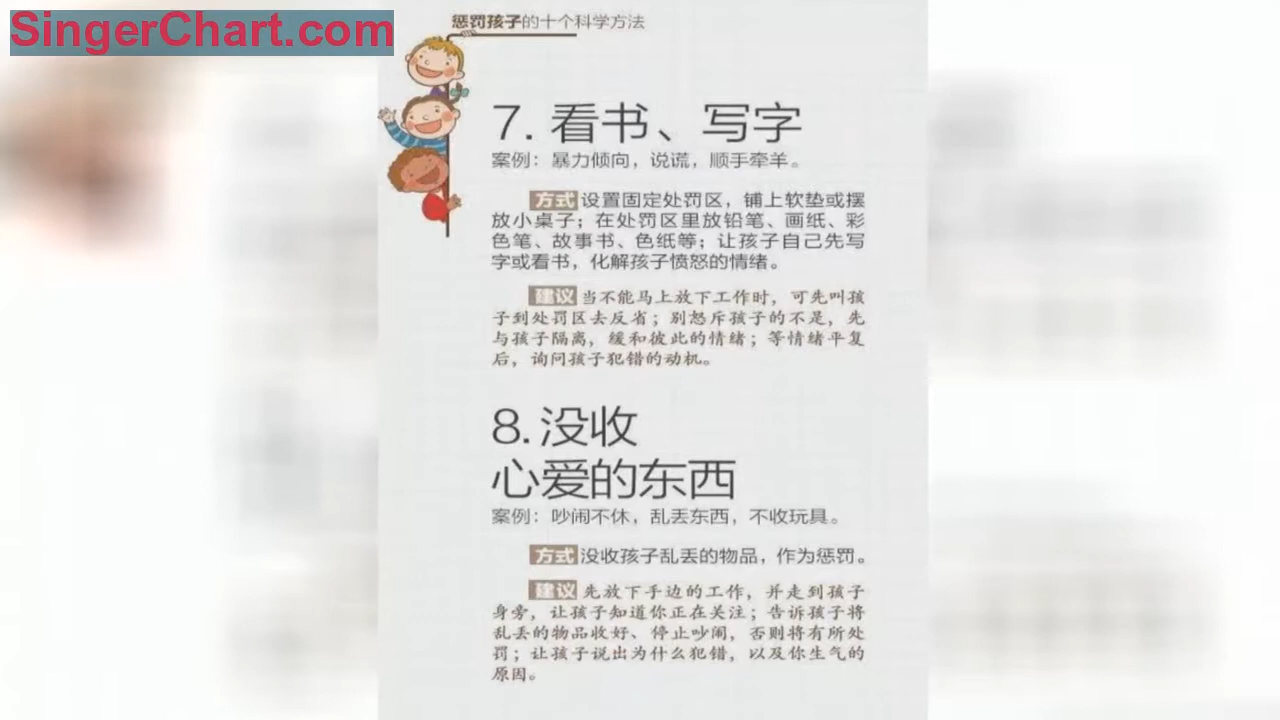 SingerChart.com
惩罚孩子的十个科学方法
7. 看书、写字
案例：暴力倾向，说谎，顺手牵羊。
方式 设置固定处罚区，铺上软垫或摆
放小桌子；在处罚区里放铅笔、画纸、彩
色笔、故事书、色纸等；让孩子自己先写
字或看书，化解孩子愤怒的情绪。
建议 当不能马上放下工作时，可先叫孩
子到处罚区去反省；别怒斥孩子的不是，先
与孩子隔离，缓和彼此的情绪；等情绪平复
后，询问孩子犯错的动机。
8. 没收
心爱的东西
案例：吵闹不休，乱丢东西，不收玩具。
方式 没收孩子乱丢的物品，作为惩罚。
建议 先放下手边的工作，并走到孩子
身旁，让孩子知道你正在关注；告诉孩子将
乱丢的物品收好、停止吵闹，否则将有所处
罚；让孩子说出为什么犯错，以及你生气的
原因。